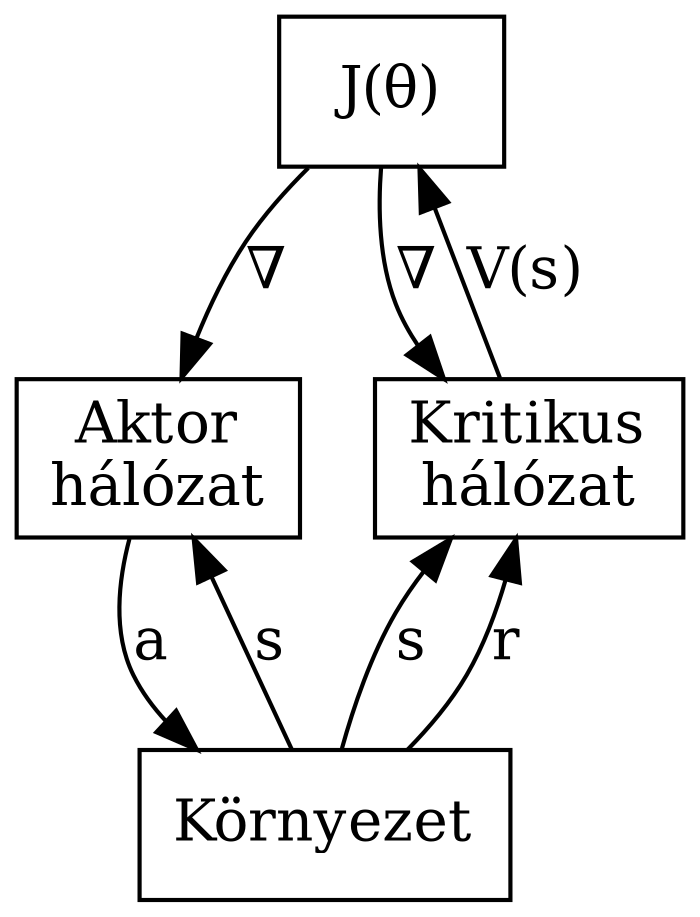 J(θ)
∇
∇
V(s)
Aktor
hálózat
Kritikus
hálózat
a
s
s
r
Környezet